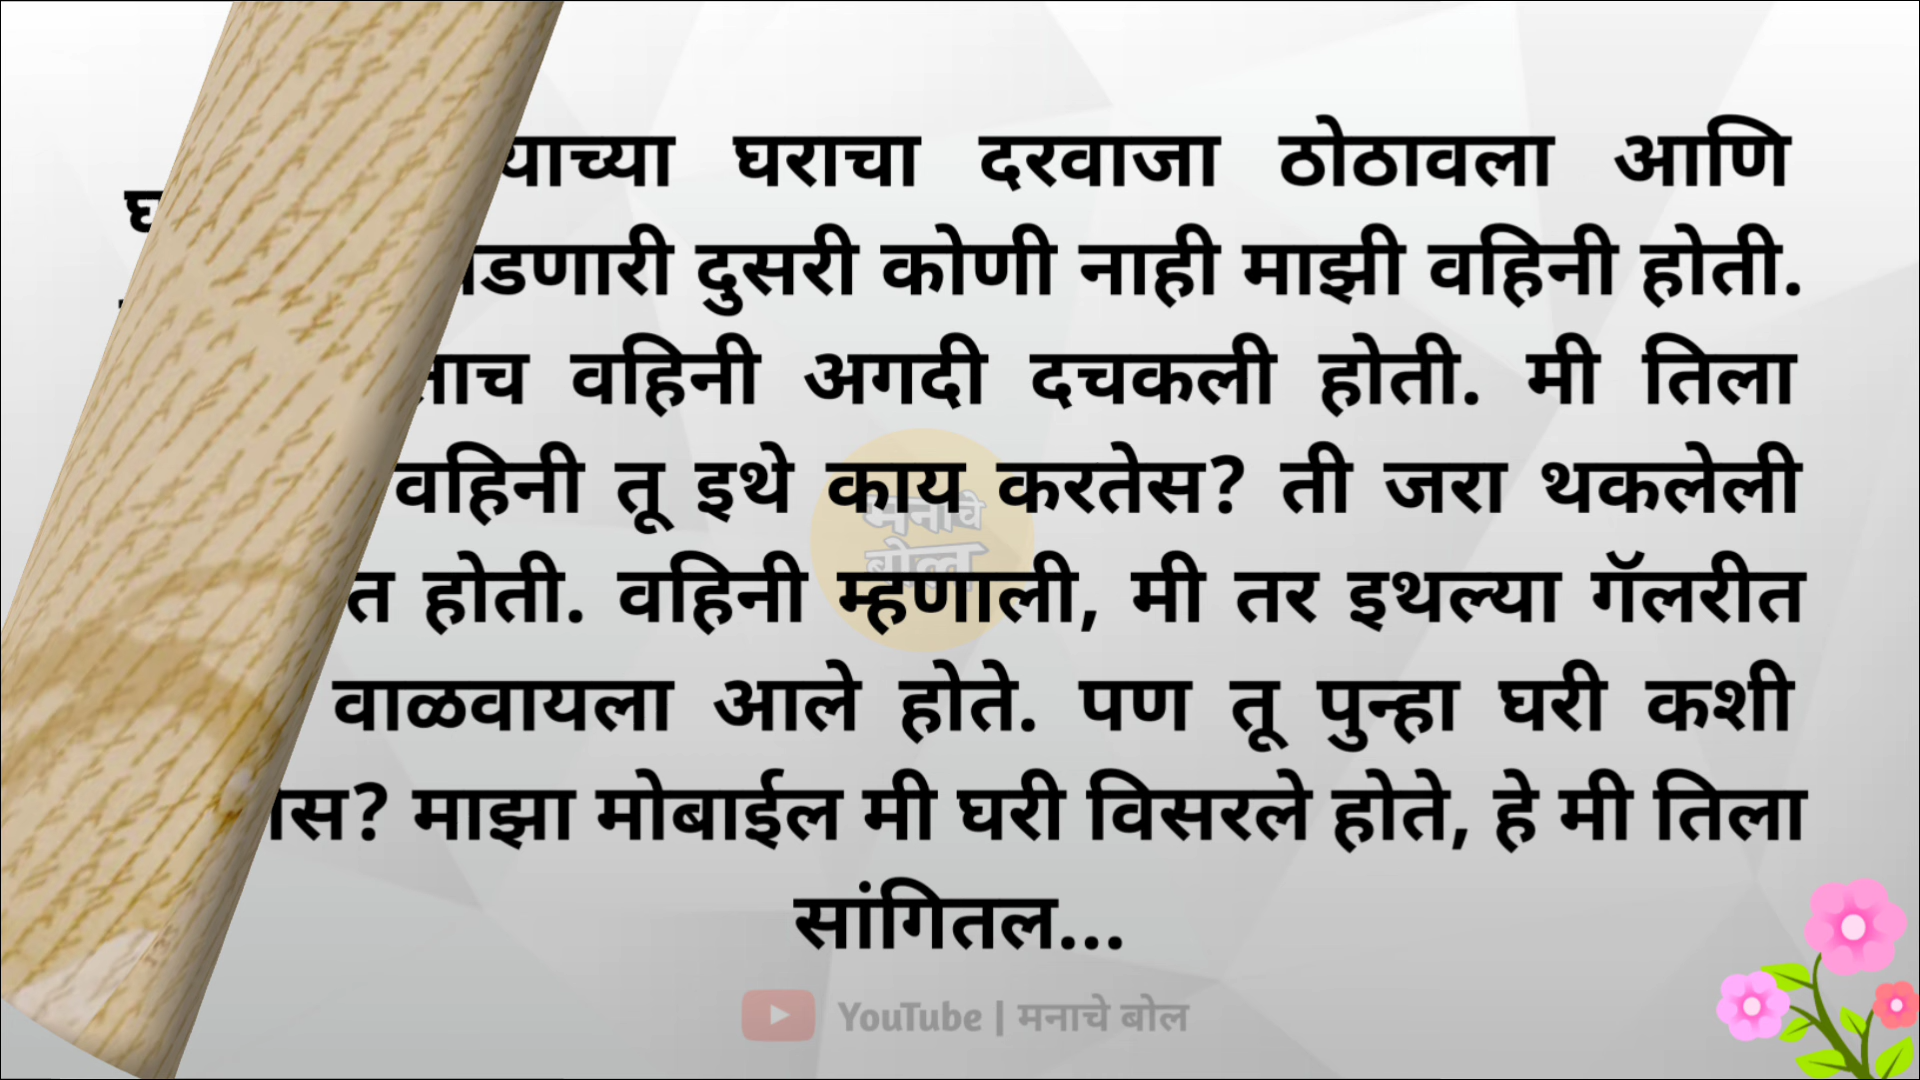 घराचा दरवाजा ठोठावला आणि
दुसरी कोणी नाही माझी वहिनी होती.
वहिनी अगदी दचकली होती. मी तिला
वहिनी तू इथे काय करतेस? ती जरा थकलेली
होती. वहिनी म्हणाली, मी तर इथल्या गॅलरीत
वाळवायला आले होते. पण तू पुन्हा घरी कशी
माझा मोबाईल मी घरी विसरले होते, हे मी तिला
सांगितल...
मनाचे
बोल
YouTube | मनाचे बोल